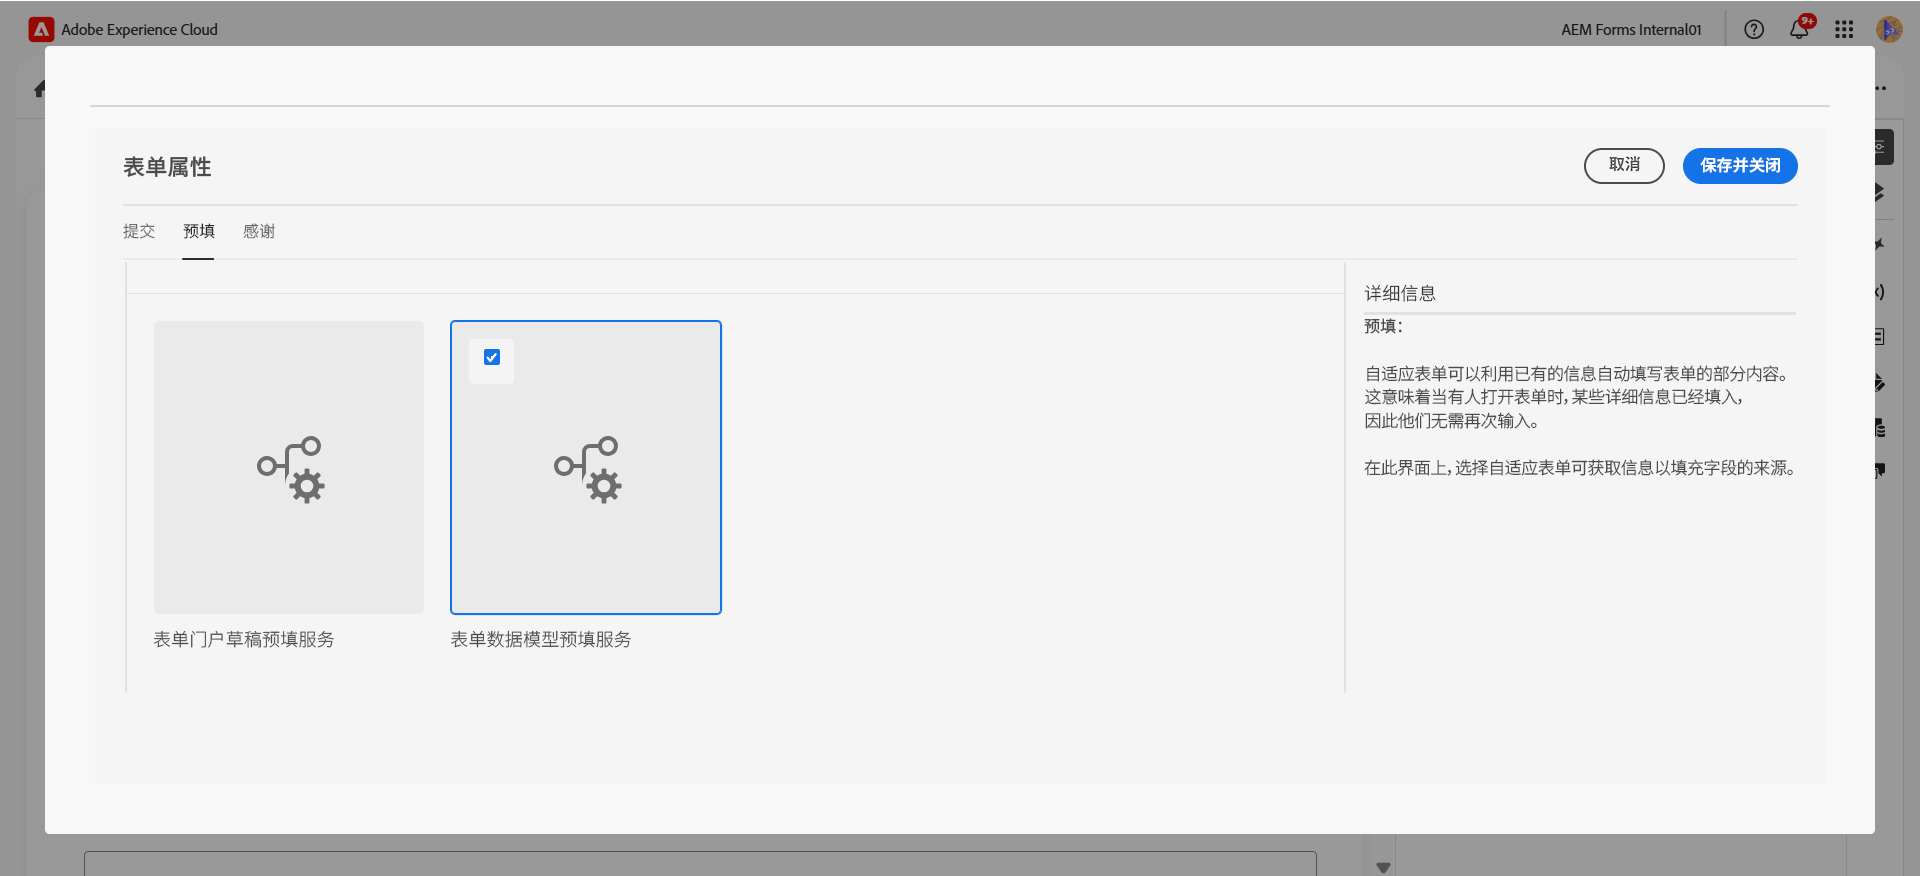 Adobe Experience Cloud
AEM Forms Internal01
9+
表单属性
取消
保存并关闭
提交
预填
感谢
详细信息
预填：
自适应表单可以利用已有的信息自动填写表单的部分内容。
这意味着当有人打开表单时，某些详细信息已经填入，
因此他们无需再次输入。
在此界面上，选择自适应表单可获取信息以填充字段的来源。
表单门户草稿预填服务
表单数据模型预填服务